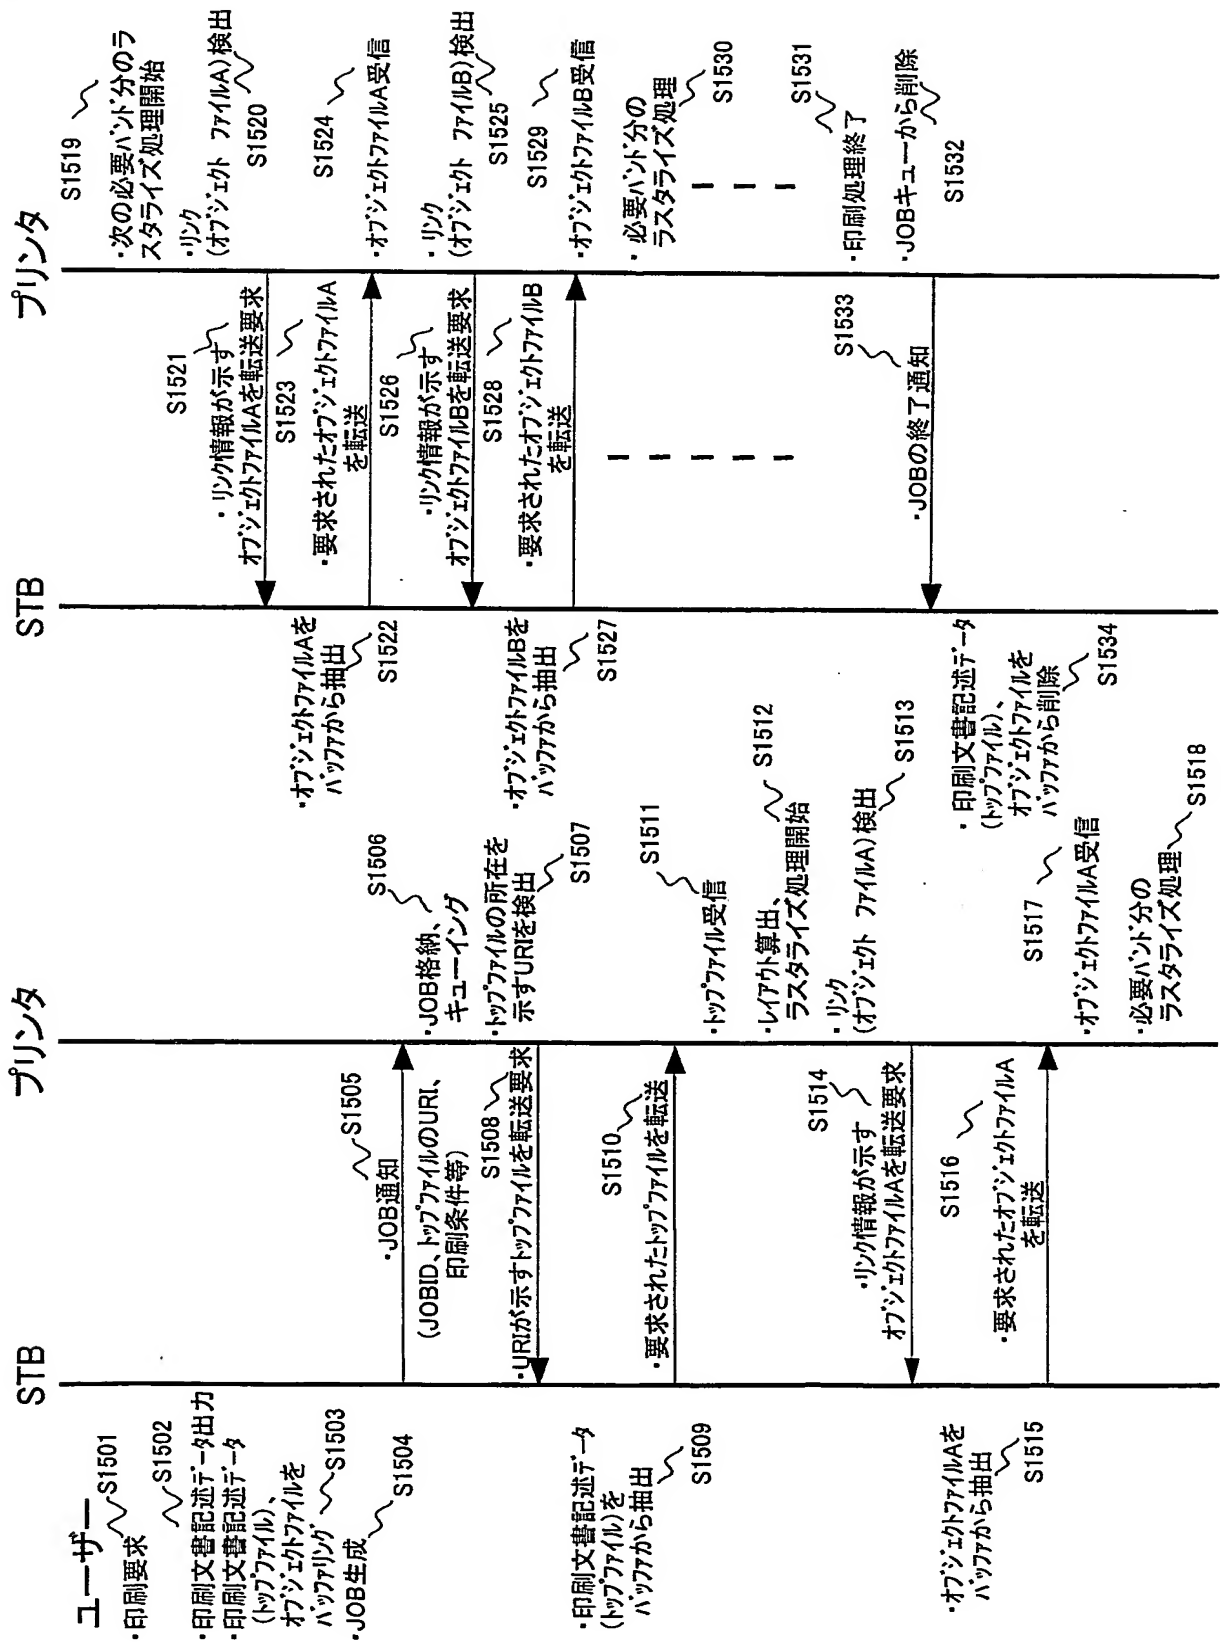 ユーザー
STB
プリンタ
・印刷要求
S1501
S1502
・印刷文書記述データ出力
・印刷文書記述データ
(トップファイル)、
オブジェクトファイルを
バッファリング
S1503
・JOB生成
S1504
S1505
・JOB通知
(JOBID、トップファイルのURI、
印刷条件等)
S1506
・JOB格納、
キューイング
・トップファイルの所在を
示すURIを検出
S1507
S1508
・URIが示すトップファイルを転送要求
・印刷文書記述データ
(トップファイル)を
バッファから抽出
S1509
S1510
・要求されたトップファイルを転送
S1511
・トップファイル受信
S1512
・レイアウト算出、
ラスタライズ処理開始
・リンク
(オブジェクト ファイルA)検出
S1513
S1514
・リンク情報が示す
オブジェクトファイルAを転送要求
・オブジェクトファイルAを
バッファから抽出
S1515
S1516
・要求されたオブジェクトファイルA
を転送
S1517
・オブジェクトファイルA受信
・必要バンド分の
ラスタライズ処理
S1518
STB
プリンタ
S1519
・次の必要バンド分のラ
スタライズ処理開始
・リンク
(オブジェクト ファイルA)検出
S1520
S1521
・リンク情報が示す
オブジェクトファイルAを転送要求
・オブジェクトファイルAを
バッファから抽出
S1522
S1523
・要求されたオブジェクトファイルA
を転送
S1524
・オブジェクトファイルA受信
・リンク
(オブジェクト ファイルB)検出
S1525
S1526
・リンク情報が示す
オブジェクトファイルBを転送要求
・オブジェクトファイルBを
バッファから抽出
S1527
S1528
・要求されたオブジェクトファイルB
を転送
S1529
・オブジェクトファイルB受信
・必要バンド分の
ラスタライズ処理
S1530
S1531
・印刷処理終了
・JOBキューから削除
S1532
S1533
・JOBの終了通知
・印刷文書記述データ
(トップファイル)、
オブジェクトファイルを
バッファから削除
S1534